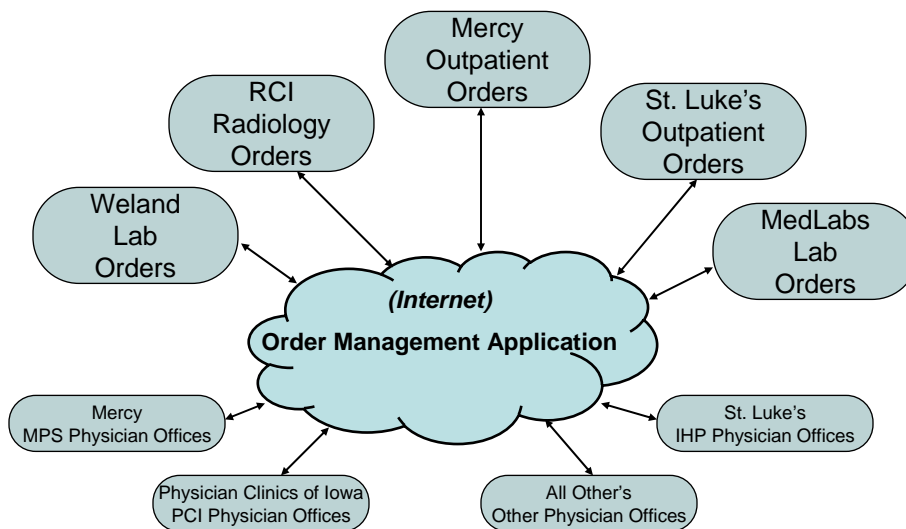 Mercy
Outpatient
Orders
RCI
Radiology
Orders
St. Luke's
Outpatient
Orders
Weland
Lab
Orders
MedLabs
Lab
Orders
(Internet)
Order Management Application
Mercy
MPS Physician Offices
St. Luke's
IHP Physician Offices
Physician Clinics of Iowa
PCI Physician Offices
All Other's
Other Physician Offices